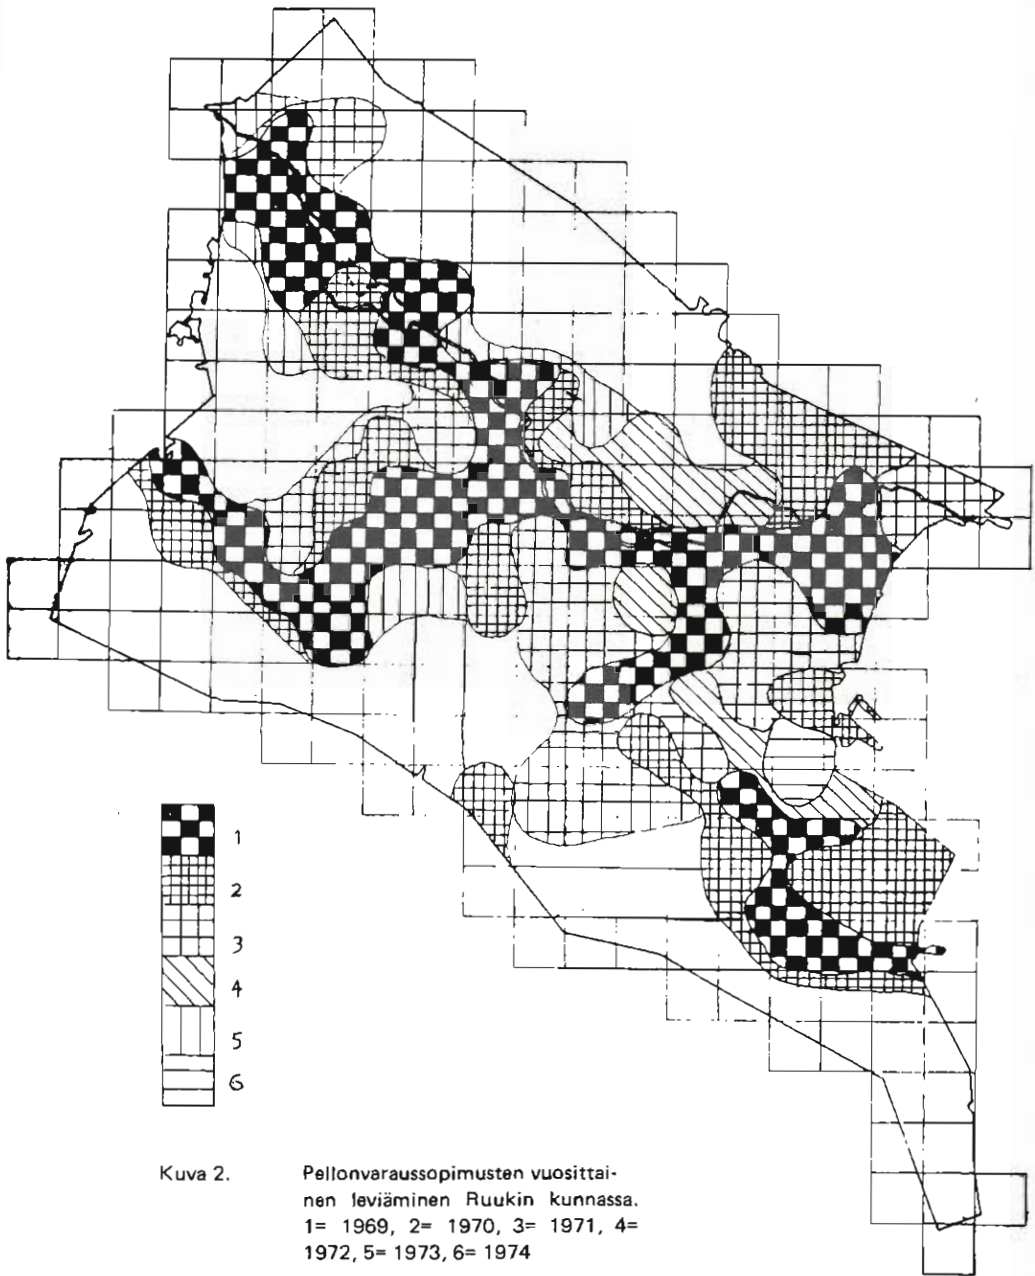 1
2
3
4
5
6
Kuva 2. Pellonvaraussopimusten vuosittai-
nen leviäminen Ruukin kunnassa.
1= 1969, 2= 1970, 3= 1971, 4=
1972, 5= 1973, 6= 1974